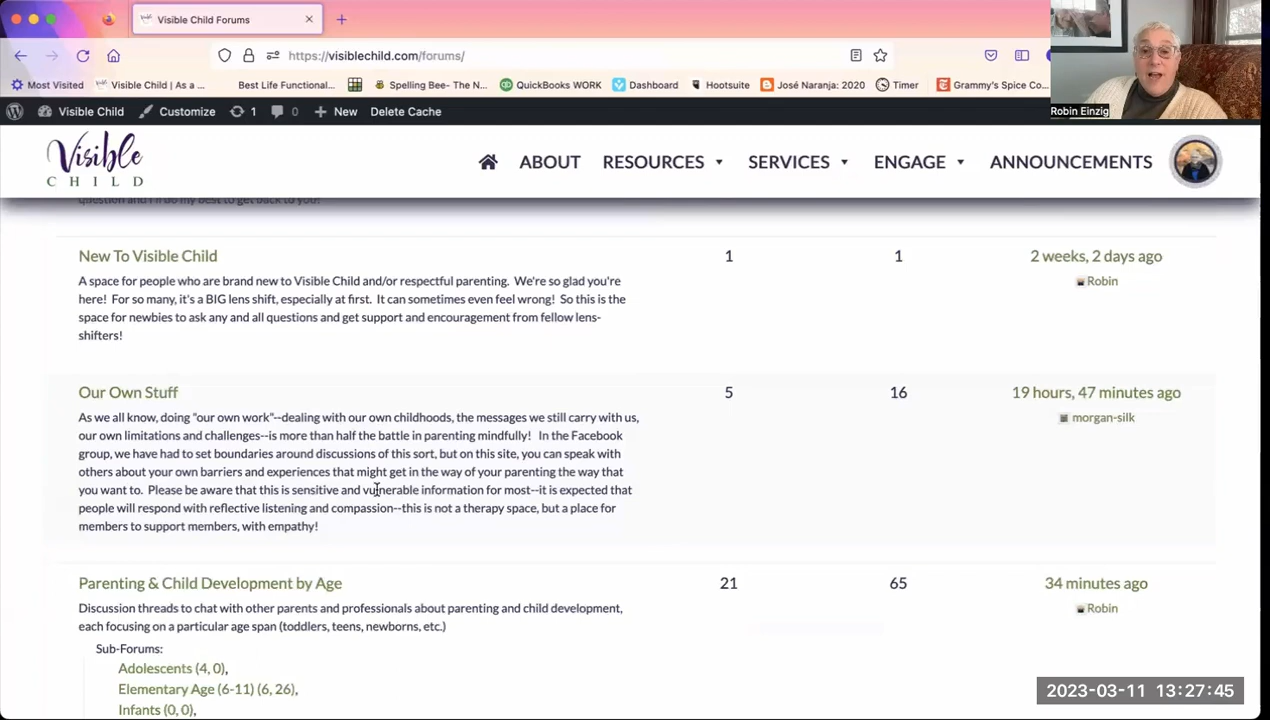 Visible Child Forums
https://visiblechild.com/forums/
Most Visited
Visible Child | As a ...
Best Life Functional...
Spelling Bee- The N...
QuickBooks WORK
Dashboard
Hootsuite
José Naranja: 2020
Timer
Grammy's Spice Co...
Robin Einzig
Visible Child
Customize
1
0
New
Delete Cache
Visible
CHILD
ABOUT
RESOURCES
SERVICES
ENGAGE
ANNOUNCEMENTS
question and I'll do my best to get back to you!
New To Visible Child
1
1
2 weeks, 2 days ago
A space for people who are brand new to Visible Child and/or respectful parenting. We're so glad you're
Robin
here! For so many, it's a BIG lens shift, especially at first. It can sometimes even feel wrong! So this is the
space for newbies to ask any and all questions and get support and encouragement from fellow lens-
shifters!
Our Own Stuff
5
16
19 hours, 47 minutes ago
As we all know, doing "our own work"--dealing with our own childhoods, the messages we still carry with us,
morgan-silk
our own limitations and challenges--is more than half the battle in parenting mindfully! In the Facebook
group, we have had to set boundaries around discussions of this sort, but on this site, you can speak with
others about your own barriers and experiences that might get in the way of your parenting the way that
you want to. Please be aware that this is sensitive and vulnerable information for most--it is expected that
people will respond with reflective listening and compassion--this is not a therapy space, but a place for
members to support members, with empathy!
Parenting & Child Development by Age
21
65
34 minutes ago
Discussion threads to chat with other parents and professionals about parenting and child development,
Robin
each focusing on a particular age span (toddlers, teens, newborns, etc.)
Sub-Forums:
Adolescents (4, 0),
Elementary Age (6-11) (6, 26),
Infants (0, 0),
2023-03-11 13:27:45